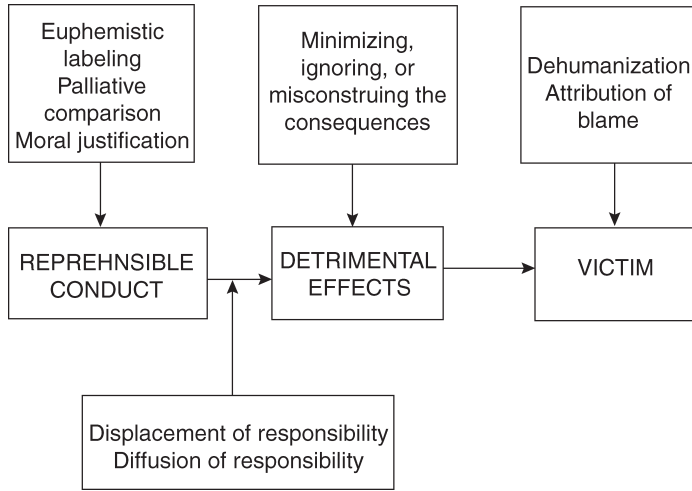 Euphemistic
labeling
Palliative
comparison
Moral justification
Minimizing,
ignoring, or
misconstruing the
consequences
Dehumanization
Attribution of
blame
REPREHNSIBLE
CONDUCT
DETRIMENTAL
EFFECTS
VICTIM
Displacement of responsibility
Diffusion of responsibility